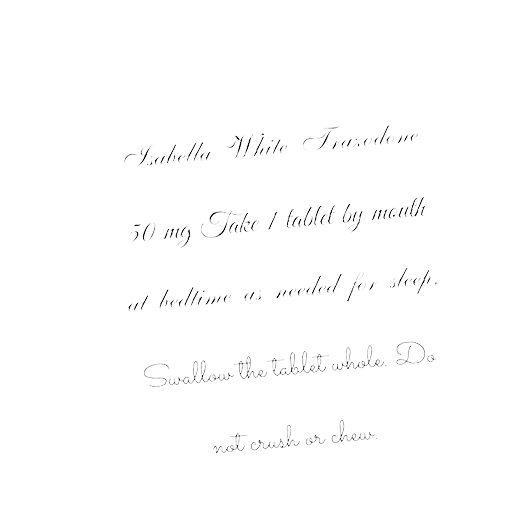 Isabella White Trazodone
50 mg Take 1 tablet by mouth
at bedtime as needed for sleep.
Swallow the tablet whole. Do
not crush or chew.